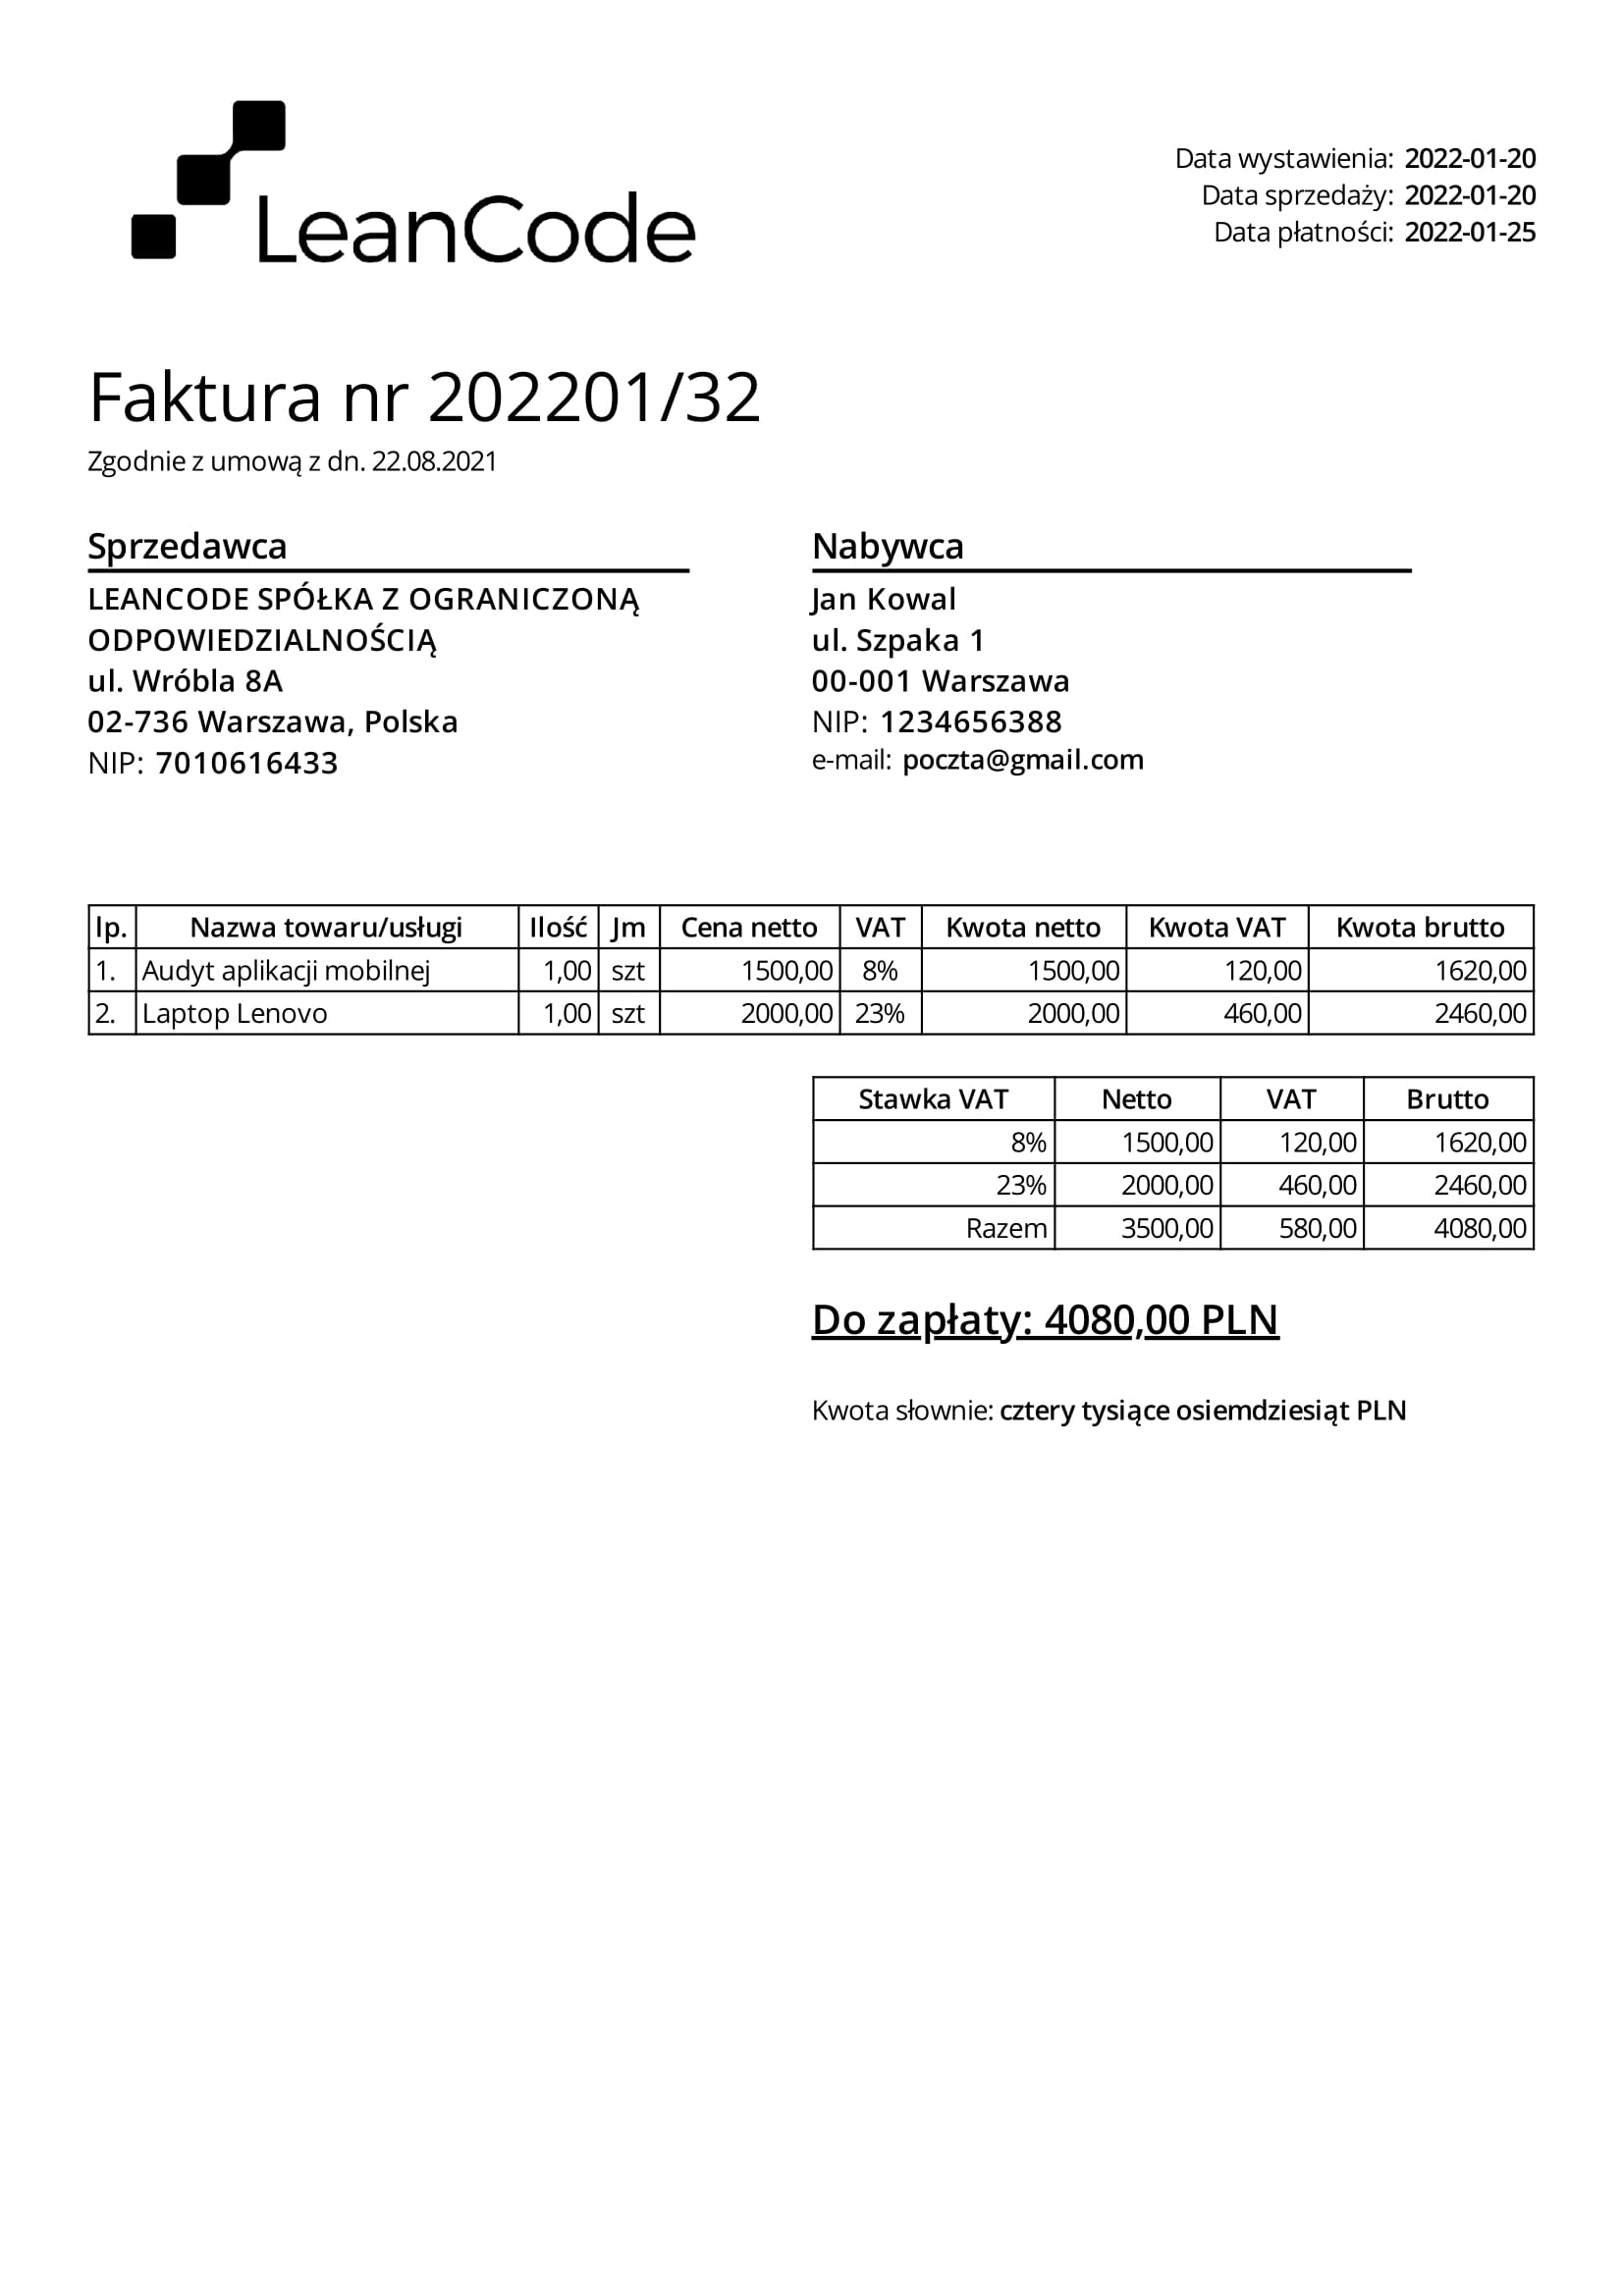 LeanCode
Data wystawienia: 2022-01-20
Data sprzedaży: 2022-01-20
Data płatności: 2022-01-25
Faktura nr 202201/32
Zgodnie z umową z dn. 22.08.2021
Sprzedawca
LEANCODE SPÓŁKA Z OGRANICZONĄ
ODPOWIEDZIALNOŚCIĄ
ul. Wróbla 8A
02-736 Warszawa, Polska
NIP: 7010616433
Nabywca
Jan Kowal
ul. Szpaka 1
00-001 Warszawa
NIP: 1234656388
e-mail: poczta@gmail.com
lp. Nazwa towaru/usługi Ilość Jm Cena netto VAT Kwota netto Kwota VAT Kwota brutto
1. Audyt aplikacji mobilnej 1,00 szt 1500,00 8% 1500,00 120,00 1620,00
2. Laptop Lenovo 1,00 szt 2000,00 23% 2000,00 460,00 2460,00
Stawka VAT Netto VAT Brutto
8% 1500,00 120,00 1620,00
23% 2000,00 460,00 2460,00
Razem 3500,00 580,00 4080,00
Do zapłaty: 4080,00 PLN
Kwota słownie: cztery tysiące osiemdziesiąt PLN